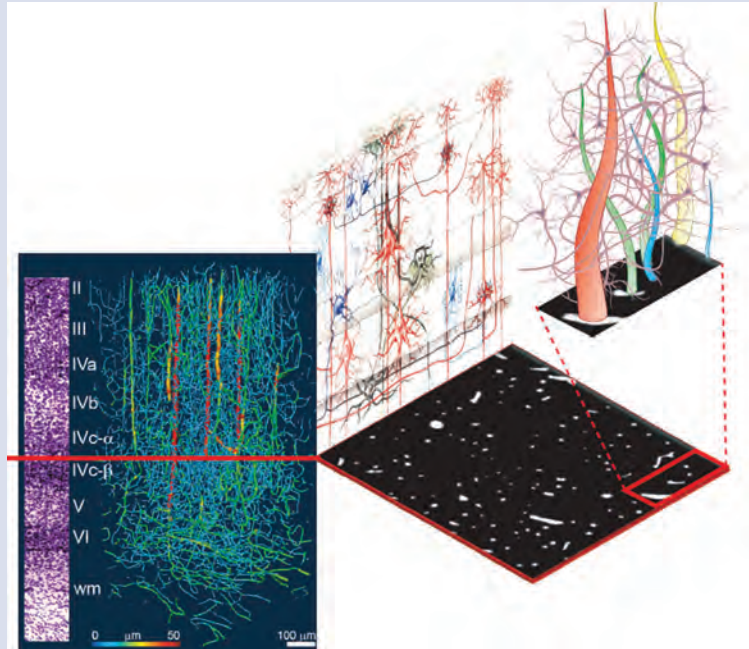 II
III
IVa
IVb
IVc-α
IVc-β
V
VI
wm
0 μm 50
100 μm